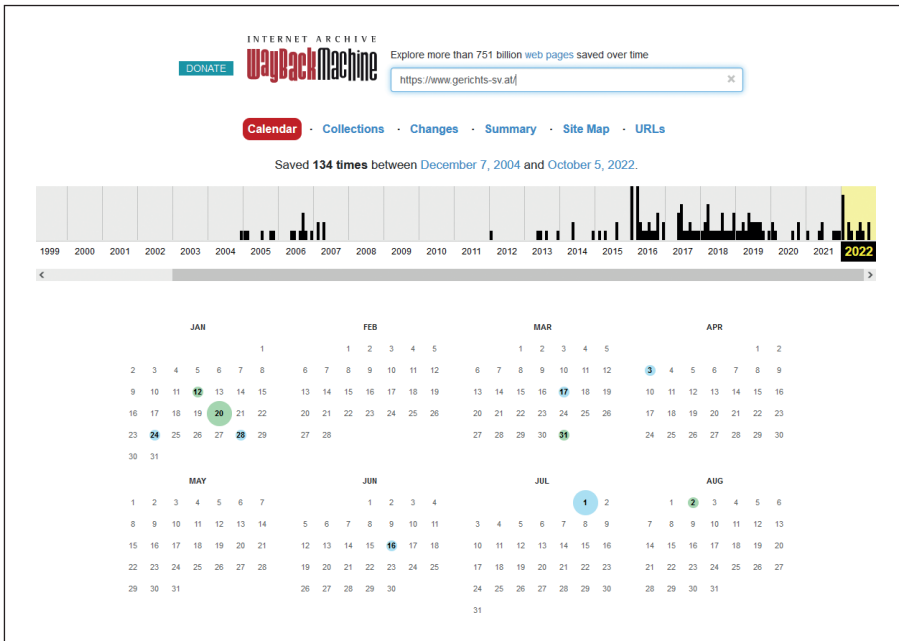 INTERNET ARCHIVE
DONATE
WayBackMachine
Explore more than 751 billion web pages saved over time
https://www.gerichts-sv.at/
Calendar · Collections · Changes · Summary · Site Map · URLs
Saved 134 times between December 7, 2004 and October 5, 2022.
1999 2000 2001 2002 2003 2004 2005 2006 2007 2008 2009 2010 2011 2012 2013 2014 2015 2016 2017 2018 2019 2020 2021 2022
JAN
1
2 3 4 5 6 7 8
9 10 11 12 13 14 15
16 17 18 19 20 21 22
23 24 25 26 27 28 29
30 31
FEB
1 2 3 4 5
6 7 8 9 10 11 12
13 14 15 16 17 18 19
20 21 22 23 24 25 26
27 28
MAR
1 2 3 4 5
6 7 8 9 10 11 12
13 14 15 16 17 18 19
20 21 22 23 24 25 26
27 28 29 30 31
APR
1 2
3 4 5 6 7 8 9
10 11 12 13 14 15 16
17 18 19 20 21 22 23
24 25 26 27 28 29 30
MAY
1 2 3 4 5 6 7
8 9 10 11 12 13 14
15 16 17 18 19 20 21
22 23 24 25 26 27 28
29 30 31
JUN
1 2 3 4
5 6 7 8 9 10 11
12 13 14 15 16 17 18
19 20 21 22 23 24 25
26 27 28 29 30
JUL
1 2
3 4 5 6 7 8 9
10 11 12 13 14 15 16
17 18 19 20 21 22 23
24 25 26 27 28 29 30
31
AUG
1 2 3 4 5 6
7 8 9 10 11 12 13
14 15 16 17 18 19 20
21 22 23 24 25 26 27
28 29 30 31